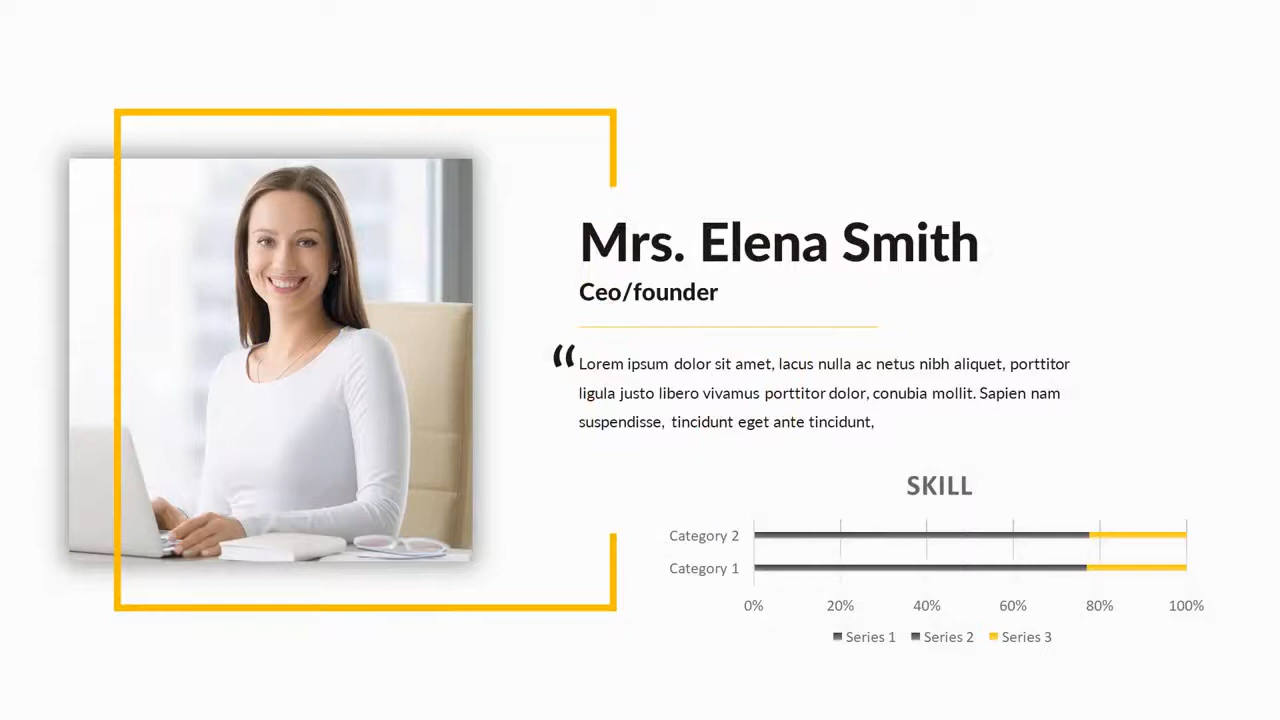 Mrs. Elena Smith
Ceo/founder
“
Lorem ipsum dolor sit amet, lacus nulla ac netus nibh aliquet, porttitor
ligula justo libero vivamus porttitor dolor, conubia mollit. Sapien nam
suspendisse, tincidunt eget ante tincidunt,
SKILL
Category 2
Category 1
0% 20% 40% 60% 80% 100%
Series 1 Series 2 Series 3